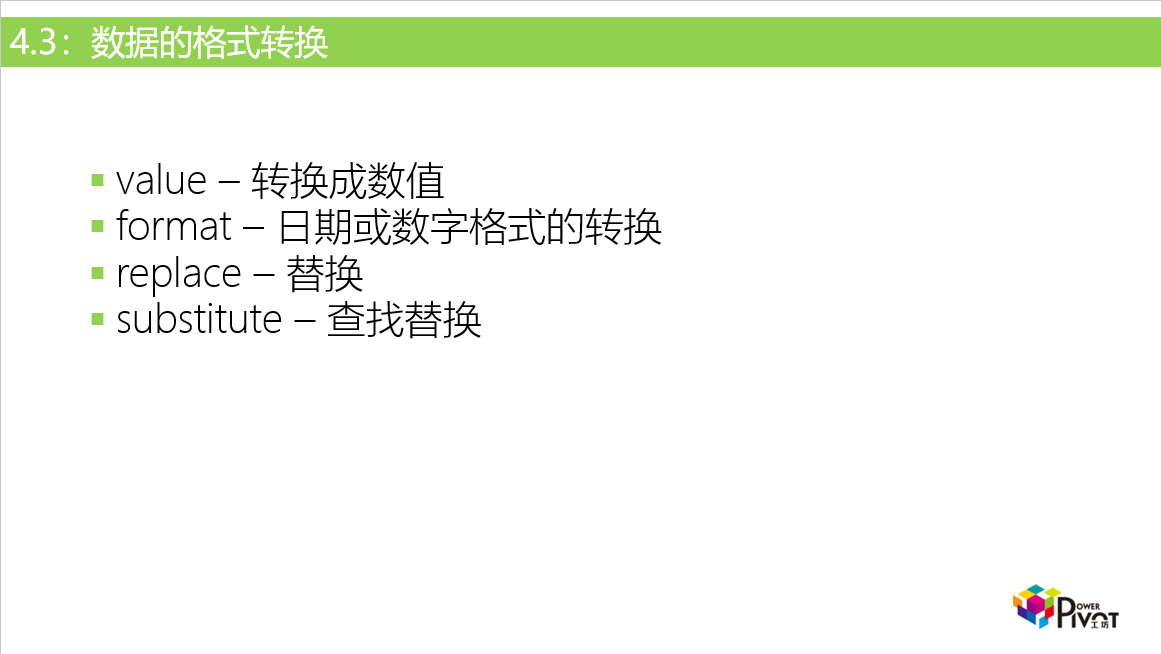 4.3：数据的格式转换
value – 转换成数值
format – 日期或数字格式的转换
replace – 替换
substitute – 查找替换
POWER
PIVOT
工坊